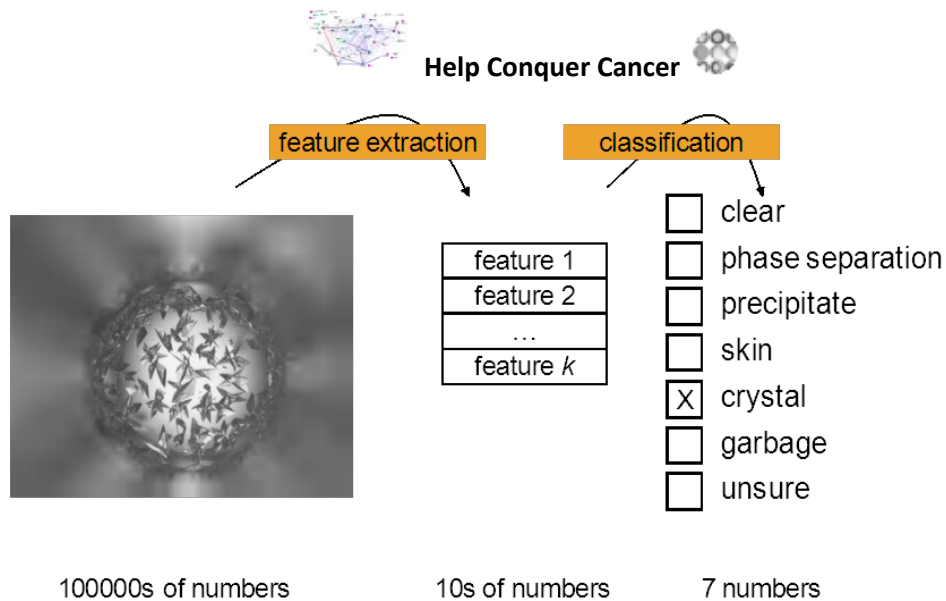 Help Conquer Cancer
feature extraction
classification
feature 1
feature 2
...
feature k
clear
phase separation
precipitate
skin
X crystal
garbage
unsure
100000s of numbers
10s of numbers
7 numbers